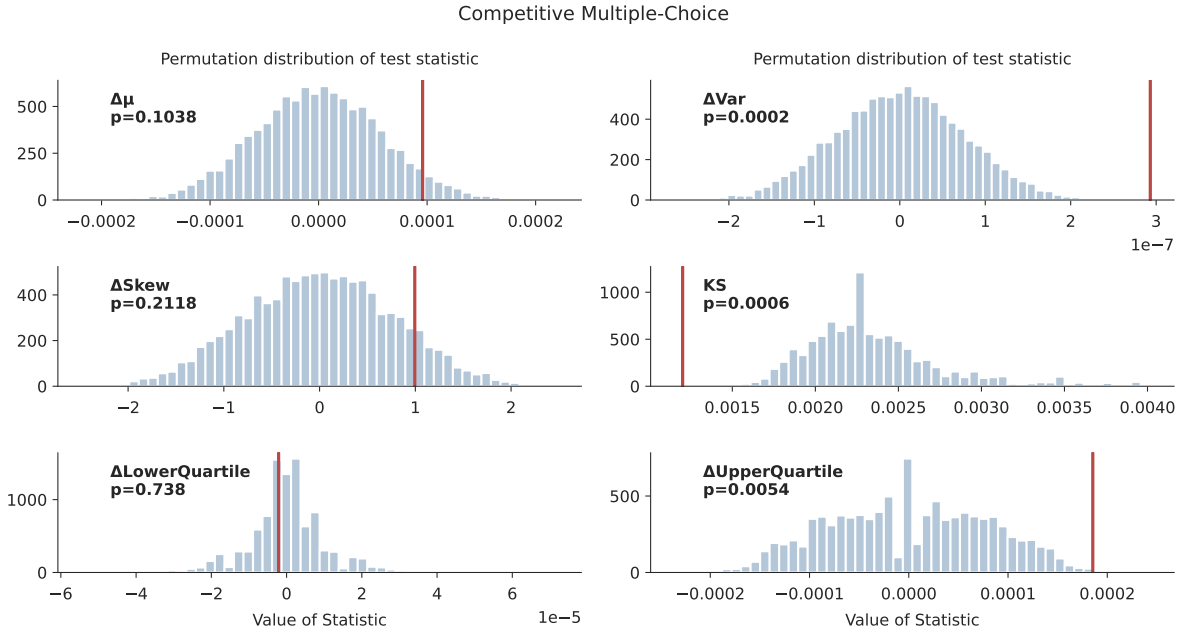 Competitive Multiple-Choice
Permutation distribution of test statistic
Δμ
p=0.1038
500
250
0
−0.0002 −0.0001 0.0000 0.0001 0.0002
Permutation distribution of test statistic
ΔVar
p=0.0002
400
200
0
−2 −1 0 1 2 3
1e−7
ΔSkew
p=0.2118
400
200
0
−2 −1 0 1 2
KS
p=0.0006
1000
500
0
0.0015 0.0020 0.0025 0.0030 0.0035 0.0040
ΔLowerQuartile
p=0.738
1000
0
−6 −4 −2 0 2 4 6
1e−5
Value of Statistic
ΔUpperQuartile
p=0.0054
500
0
−0.0002 −0.0001 0.0000 0.0001 0.0002
Value of Statistic